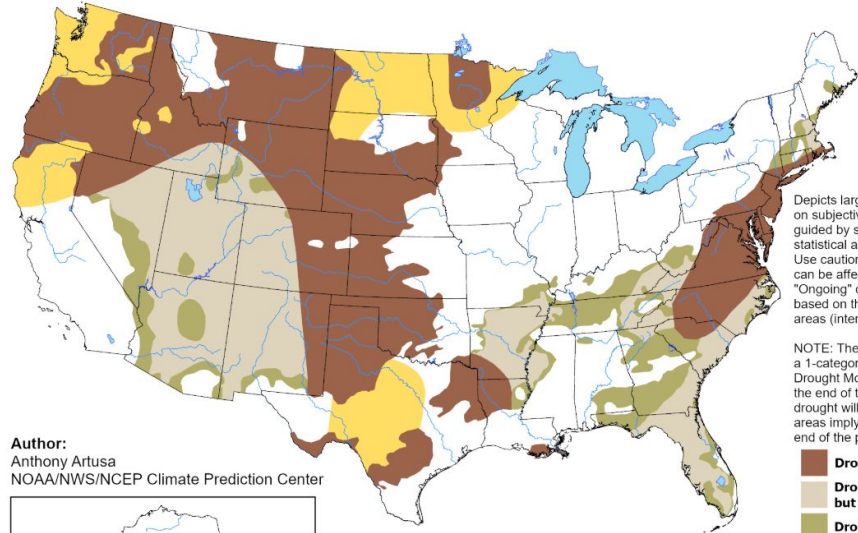 Depicts larg
on subjectiv
guided by s
statistical a
Use caution
can be affe
"Ongoing" d
based on th
areas (inter
NOTE: The
a 1-categor
Drought Mo
the end of t
drought will
areas imply
end of the p
Author:
Anthony Artusa
NOAA/NWS/NCEP Climate Prediction Center
Dro
Dro
but
Dro